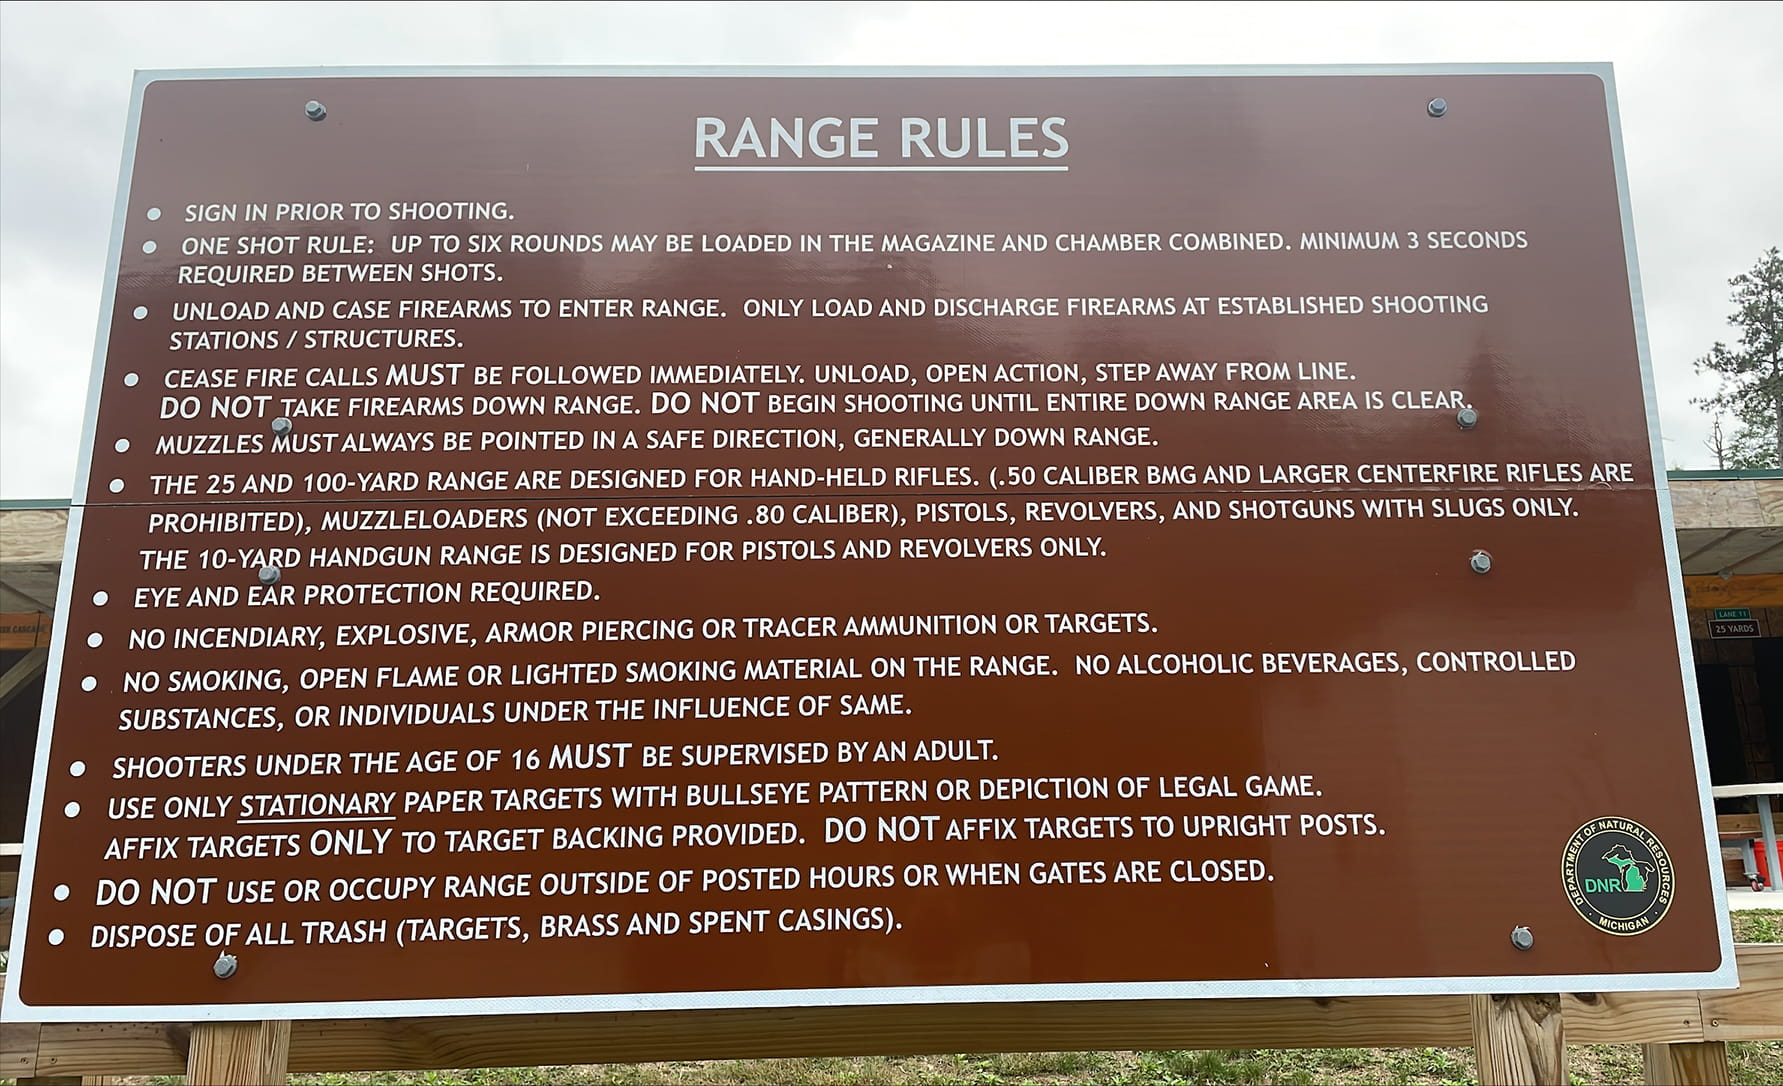 RANGE RULES
• SIGN IN PRIOR TO SHOOTING.
• ONE SHOT RULE: UP TO SIX ROUNDS MAY BE LOADED IN THE MAGAZINE AND CHAMBER COMBINED. MINIMUM 3 SECONDS
REQUIRED BETWEEN SHOTS.
• UNLOAD AND CASE FIREARMS TO ENTER RANGE. ONLY LOAD AND DISCHARGE FIREARMS AT ESTABLISHED SHOOTING
STATIONS / STRUCTURES.
• CEASE FIRE CALLS MUST BE FOLLOWED IMMEDIATELY. UNLOAD, OPEN ACTION, STEP AWAY FROM LINE.
DO NOT TAKE FIREARMS DOWN RANGE. DO NOT BEGIN SHOOTING UNTIL ENTIRE DOWN RANGE AREA IS CLEAR.
• MUZZLES MUST ALWAYS BE POINTED IN A SAFE DIRECTION, GENERALLY DOWN RANGE.
• THE 25 AND 100-YARD RANGE ARE DESIGNED FOR HAND-HELD RIFLES. (.50 CALIBER BMG AND LARGER CENTERFIRE RIFLES ARE
PROHIBITED), MUZZLELOADERS (NOT EXCEEDING .80 CALIBER), PISTOLS, REVOLVERS, AND SHOTGUNS WITH SLUGS ONLY.
THE 10-YARD HANDGUN RANGE IS DESIGNED FOR PISTOLS AND REVOLVERS ONLY.
• EYE AND EAR PROTECTION REQUIRED.
• NO INCENDIARY, EXPLOSIVE, ARMOR PIERCING OR TRACER AMMUNITION OR TARGETS.
• NO SMOKING, OPEN FLAME OR LIGHTED SMOKING MATERIAL ON THE RANGE. NO ALCOHOLIC BEVERAGES, CONTROLLED
SUBSTANCES, OR INDIVIDUALS UNDER THE INFLUENCE OF SAME.
• SHOOTERS UNDER THE AGE OF 16 MUST BE SUPERVISED BY AN ADULT.
• USE ONLY STATIONARY PAPER TARGETS WITH BULLSEYE PATTERN OR DEPICTION OF LEGAL GAME.
AFFIX TARGETS ONLY TO TARGET BACKING PROVIDED. DO NOT AFFIX TARGETS TO UPRIGHT POSTS.
• DO NOT USE OR OCCUPY RANGE OUTSIDE OF POSTED HOURS OR WHEN GATES ARE CLOSED.
• DISPOSE OF ALL TRASH (TARGETS, BRASS AND SPENT CASINGS).
DEPARTMENT OF NATURAL RESOURCES
DNR
MICHIGAN
LANE 11
25 YARDS